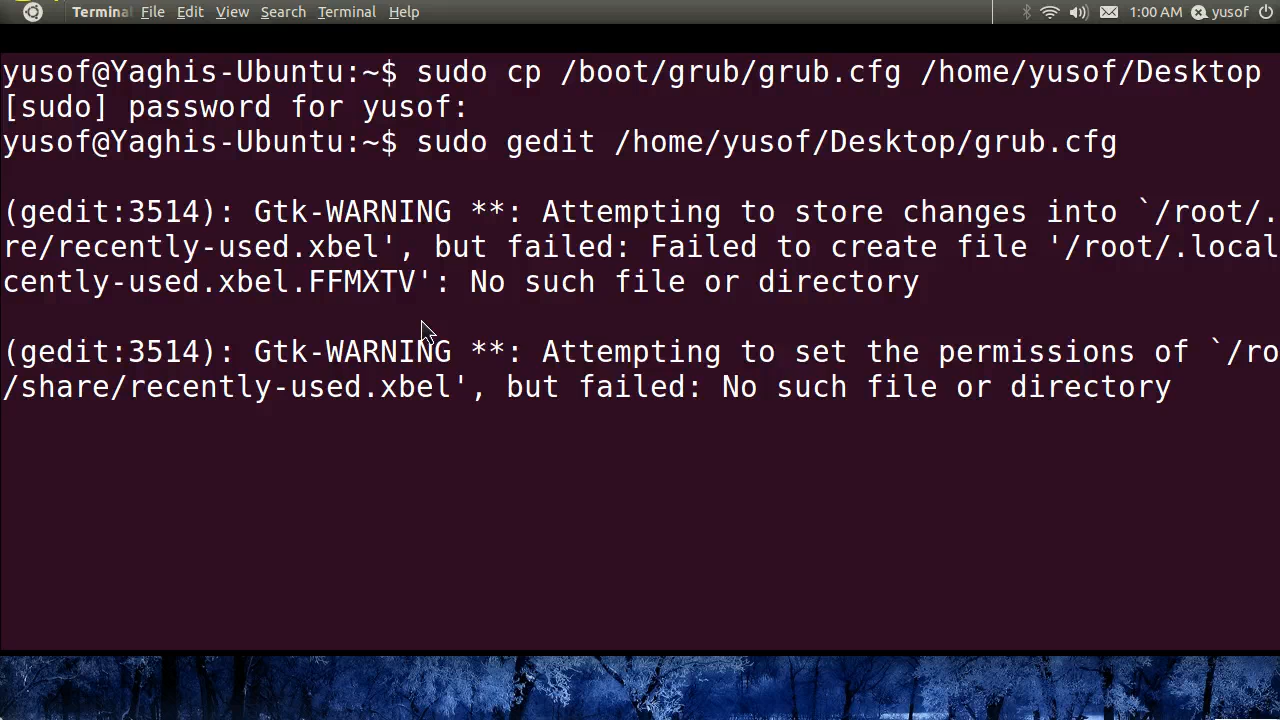 Terminal File Edit View Search Terminal Help 1:00 AM yusof
yusof@Yaghis-Ubuntu:~$ sudo cp /boot/grub/grub.cfg /home/yusof/Desktop
[sudo] password for yusof:
yusof@Yaghis-Ubuntu:~$ sudo gedit /home/yusof/Desktop/grub.cfg
(gedit:3514): Gtk-WARNING **: Attempting to store changes into `/root/.
re/recently-used.xbel', but failed: Failed to create file '/root/.local
cently-used.xbel.FFMXTV': No such file or directory
(gedit:3514): Gtk-WARNING **: Attempting to set the permissions of `/ro
/share/recently-used.xbel', but failed: No such file or directory